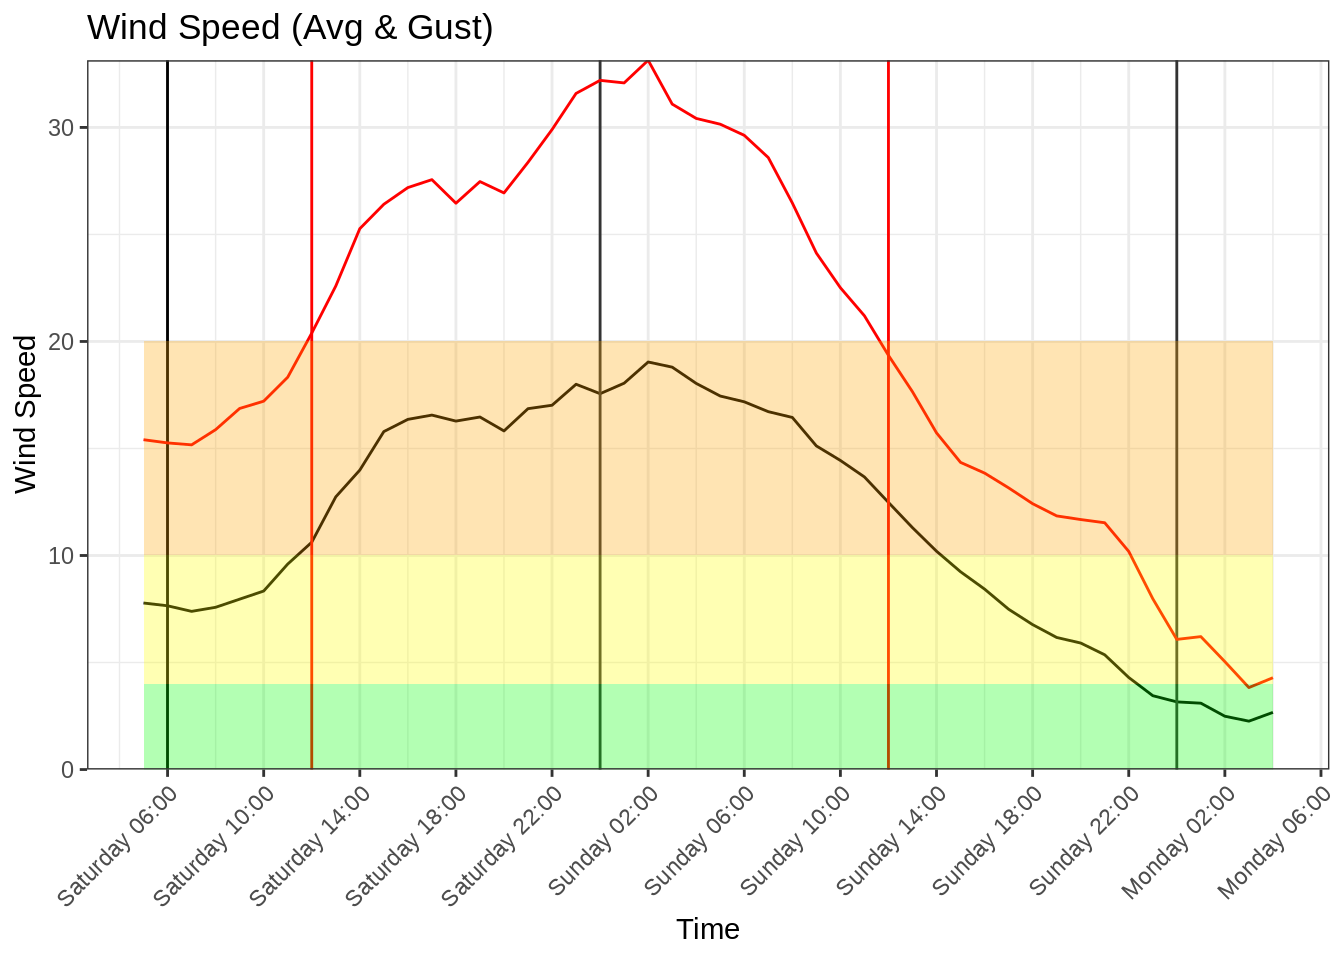 Wind Speed (Avg & Gust)
Wind Speed
30
20
10
0
Saturday 06:00
Saturday 10:00
Saturday 14:00
Saturday 18:00
Saturday 22:00
Sunday 02:00
Sunday 06:00
Sunday 10:00
Sunday 14:00
Sunday 18:00
Sunday 22:00
Monday 02:00
Monday 06:00
Time